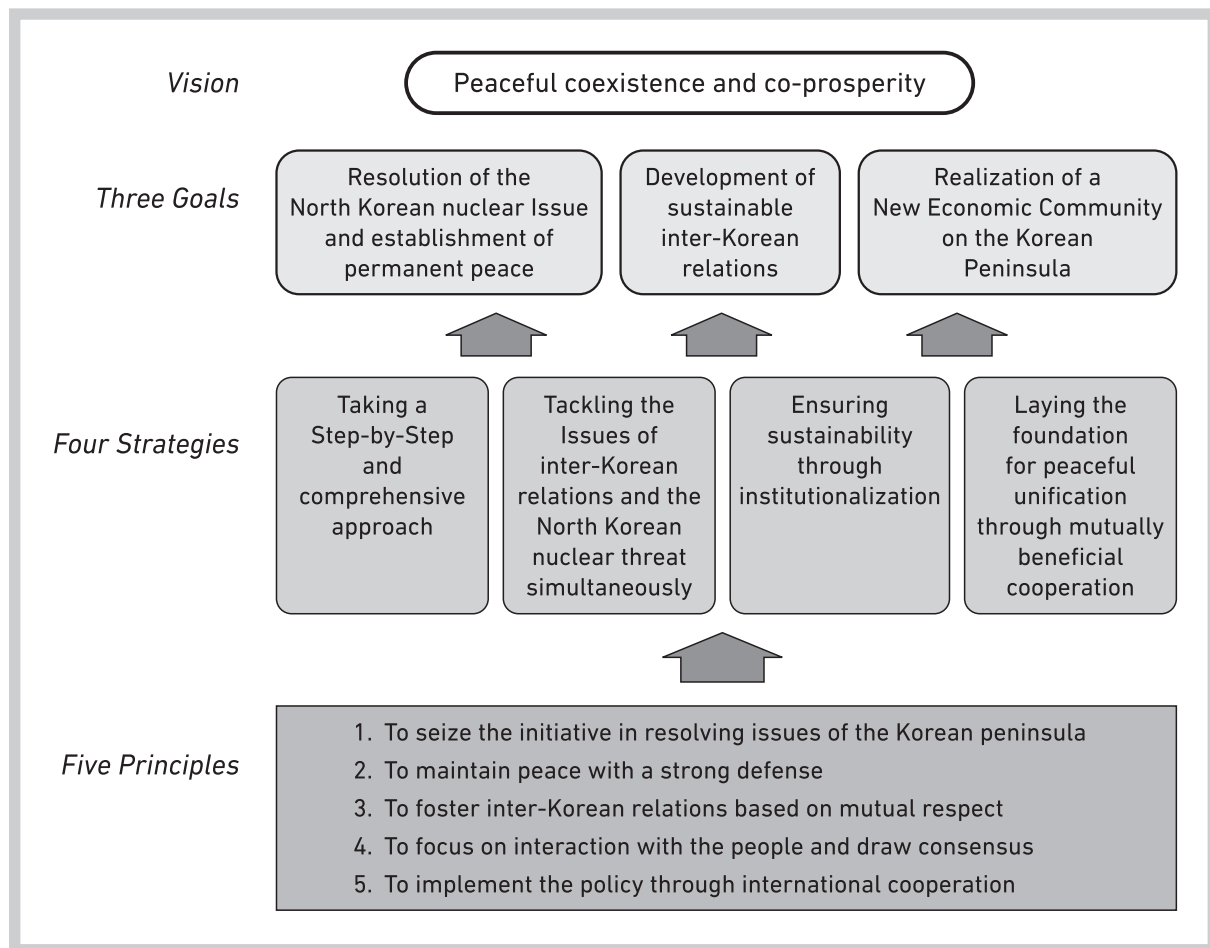 Vision
Peaceful coexistence and co-prosperity
Three Goals
Resolution of the
North Korean nuclear Issue
and establishment of
permanent peace
Development of
sustainable
inter-Korean
relations
Realization of a
New Economic Community
on the Korean
Peninsula
Four Strategies
Taking a
Step-by-Step
and
comprehensive
approach
Tackling the
Issues of
inter-Korean
relations and the
North Korean
nuclear threat
simultaneously
Ensuring
sustainability
through
institutionalization
Laying the
foundation
for peaceful
unification
through mutually
beneficial
cooperation
Five Principles
1. To seize the initiative in resolving issues of the Korean peninsula
2. To maintain peace with a strong defense
3. To foster inter-Korean relations based on mutual respect
4. To focus on interaction with the people and draw consensus
5. To implement the policy through international cooperation